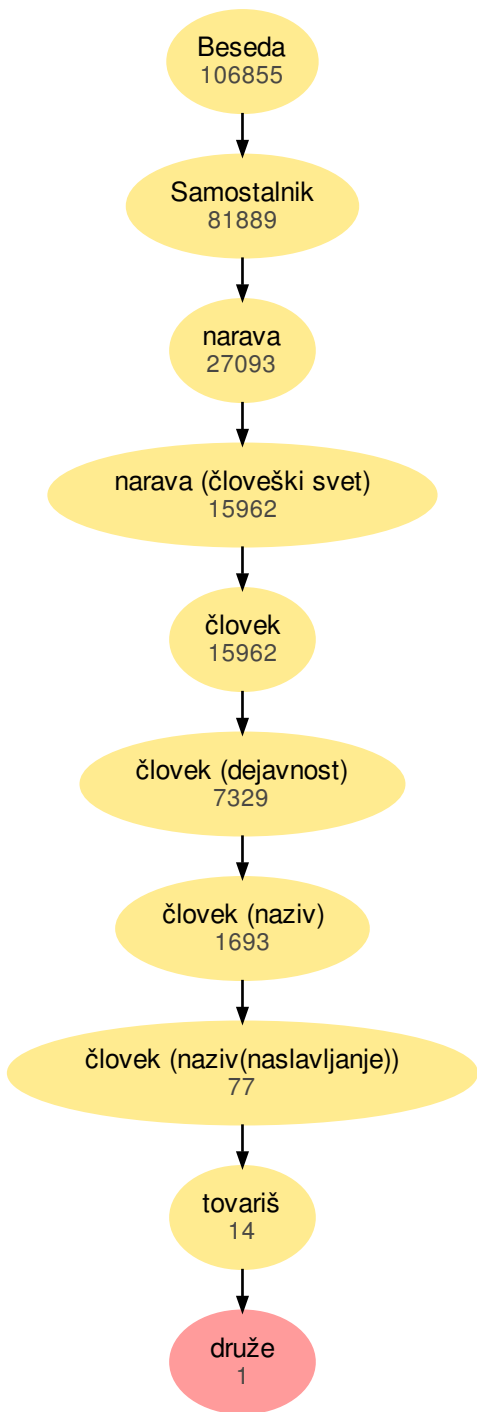 Beseda
106855
Samostalnik
81889
narava
27093
narava (človeški svet)
15962
človek
15962
človek (dejavnost)
7329
človek (naziv)
1693
človek (naziv(naslavljanje))
77
tovariš
14
druže
1